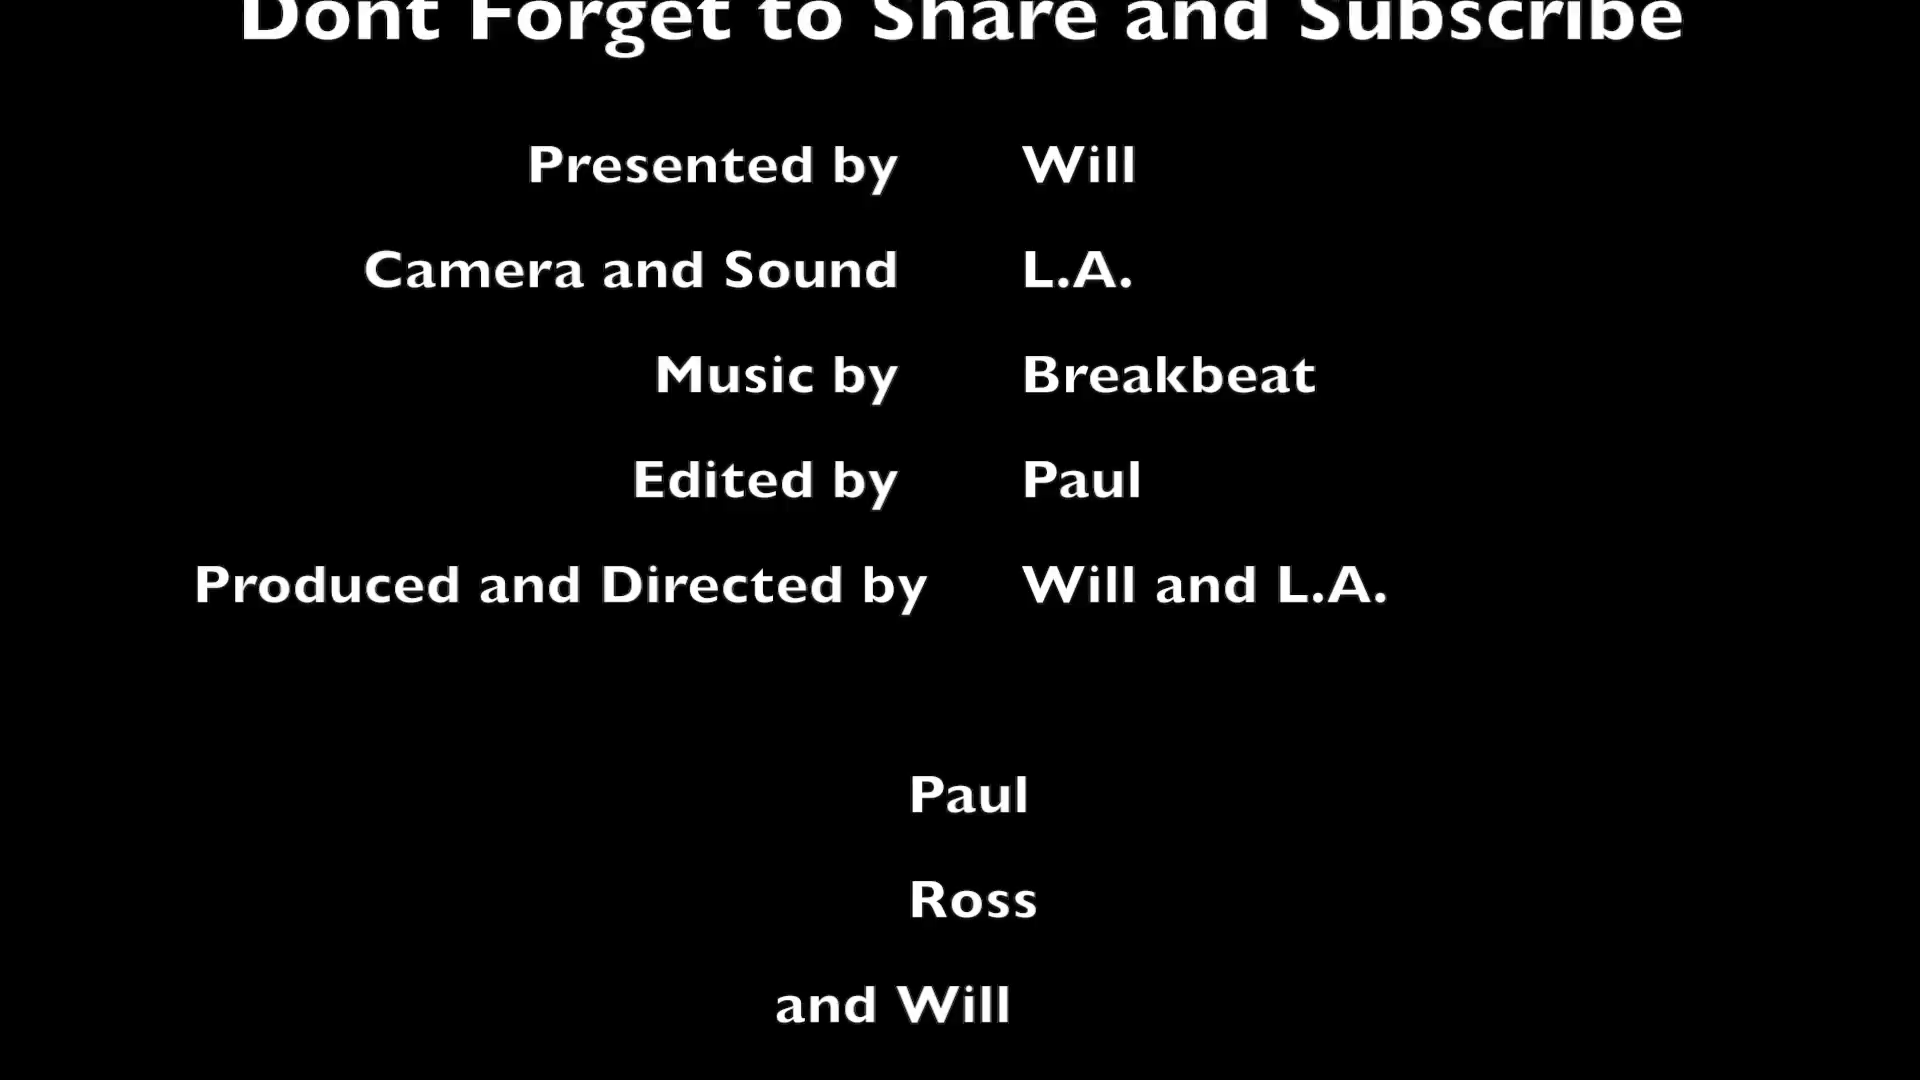 Dont Forget to Share and Subscribe
Presented by Will
Camera and Sound L.A.
Music by Breakbeat
Edited by Paul
Produced and Directed by Will and L.A.
Paul
Ross
and Will